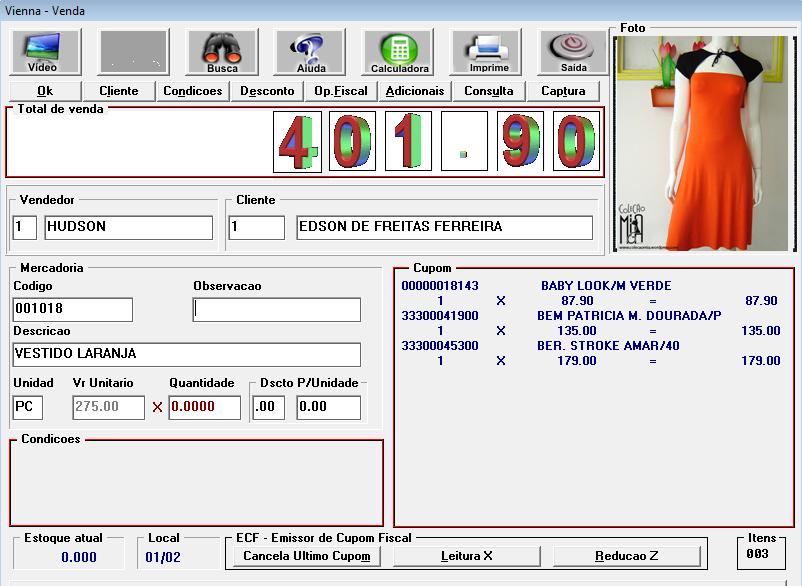 Vienna - Venda
Video
Busca
Ajuda
Calculadora
Imprime
Saída
Ok
Cliente
Condicoes
Desconto
Op.Fiscal
Adicionais
Consulta
Captura
Foto
Total de venda
401.90
COLEÇÃO
Vendedor
1 HUDSON
Cliente
1 EDSON DE FREITAS FERREIRA
Mercadoria
Codigo Observacao
001018
Descricao
VESTIDO LARANJA
Unidad Vr Unitario Quantidade Dscto P/Unidade
PC 275.00 X 0.0000 .00 0.00
Condicoes
Cupom
00000018143 BABY LOOK/M VERDE
1 X 87.90 = 87.90
33300041900 BEM PATRICIA M. DOURADA/P
1 X 135.00 = 135.00
33300045300 BER. STROKE AMAR/40
1 X 179.00 = 179.00
Estoque atual
0.000
Local
01/02
ECF - Emissor de Cupom Fiscal
Cancela Ultimo Cupom
Leitura X
Reducao Z
Itens
003